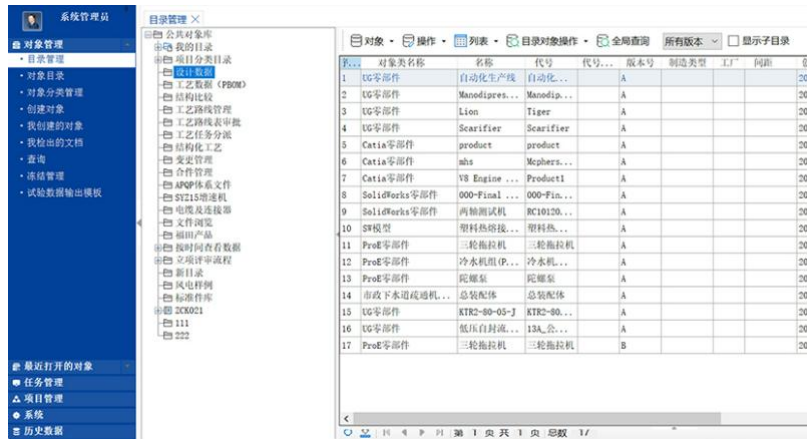 系统管理员
对象管理
目录管理
对象目录
对象分类管理
创建对象
我创建的对象
我检出的文档
查询
冻结管理
试验数据输出模板
最近打开的对象
任务管理
项目管理
系统
历史数据
目录管理
公共对象库
我的目录
项目分类目录
设计数据
工艺数据 (PBOM)
结构比较
工艺路线管理
工艺路线表审批
工艺任务分派
结构化工艺
变更管理
合作管理
APQP体系文件
SYZ15增速机
电缆及连接器
文件浏览
福田产品
按时间查看数据
立项评审流程
新目录
风电样例
标准件库
2CK021
111
222
对象 操作 列表 目录对象操作 全局查询 所有版本 显示子目录
对象类名称 名称 代号 代号... 版本号 制造类型 工厂 间距
1 UG零部件 自动化生产线 自动化... A 20
2 UG零部件 Manodipres... Manodip... A 20
3 UG零部件 Lion Tiger A 20
4 UG零部件 Scarifier Scarifier A 20
5 Catia零部件 product product A 20
6 Catia零部件 mhs Mcphers... A 20
7 Catia零部件 V8 Engine ... Product1 A 20
8 SolidWorks零部件 000-Final ... 000-Fin... A 20
9 SolidWorks零部件 两轴测试机 RC10120... A 20
10 SW模型 塑料热熔接... 塑料热... A 20
11 ProE零部件 三轮拖拉机 三轮拖拉机 A 20
12 ProE零部件 冷水机组(P... 冷水机... A 20
13 ProE零部件 陀螺泵 陀螺泵 A 20
14 市政下水道疏通机... 总装配体 总装配体 A 20
15 UG零部件 KTR2-80-05-J KTR2-80... A 20
16 UG零部件 低压自封流... 13A_公... A 20
17 ProE零部件 三轮拖拉机 三轮拖拉机 B 20
第 1 页 共 1 页 总数 17